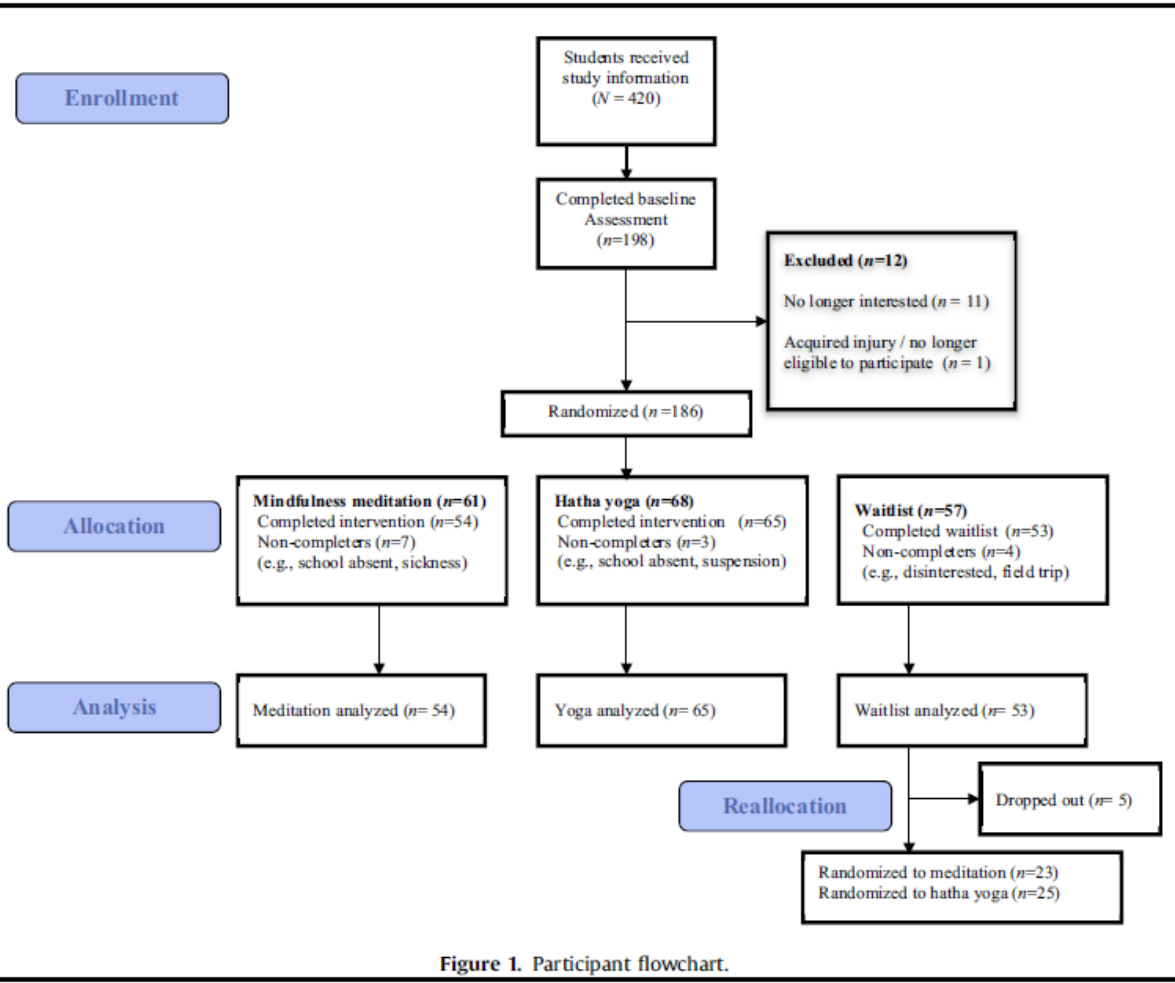 Enrollment
Students received
study information
(N = 420)
Completed baseline
Assessment
(n=198)
Excluded (n=12)
No longer interested (n = 11)
Acquired injury / no longer
eligible to participate (n = 1)
Randomized (n =186)
Allocation
Mindfulness meditation (n=61)
Completed intervention (n=54)
Non-completers (n=7)
(e.g., school absent, sickness)
Hatha yoga (n=68)
Completed intervention (n=65)
Non-completers (n=3)
(e.g., school absent, suspension)
Waitlist (n=57)
Completed waitlist (n=53)
Non-completers (n=4)
(e.g., disinterested, field trip)
Analysis
Meditation analyzed (n= 54)
Yoga analyzed (n= 65)
Waitlist analyzed (n= 53)
Reallocation
Dropped out (n= 5)
Randomized to meditation (n=23)
Randomized to hatha yoga (n=25)
Figure 1. Participant flowchart.